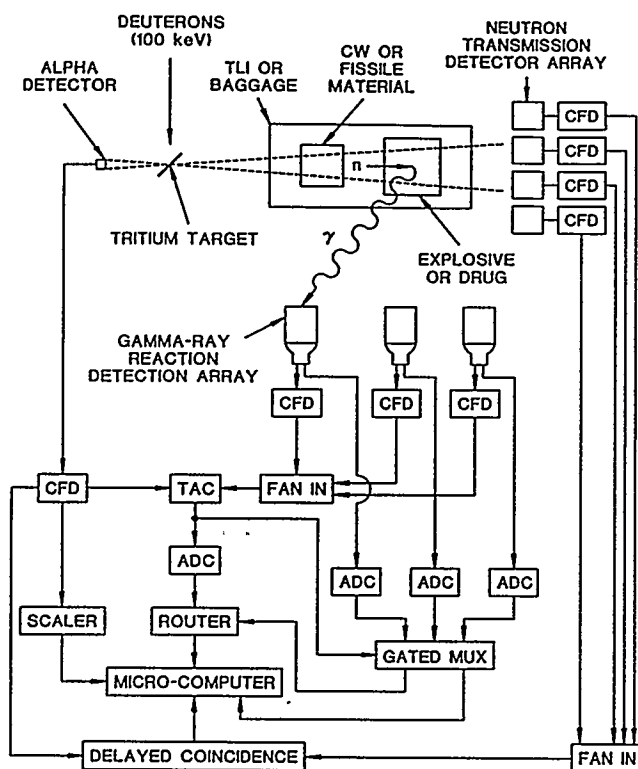 DEUTERONS
(100 keV)
ALPHA
DETECTOR
TLI OR
BAGGAGE
CW OR
FISSILE
MATERIAL
NEUTRON
TRANSMISSION
DETECTOR ARRAY
CFD
CFD
CFD
CFD
n
γ
TRITIUM TARGET
EXPLOSIVE
OR DRUG
GAMMA-RAY
REACTION
DETECTION ARRAY
CFD
CFD
CFD
CFD
TAC
FAN IN
ADC
ADC
ADC
ADC
SCALER
ROUTER
GATED MUX
MICRO-COMPUTER
DELAYED COINCIDENCE
FAN IN